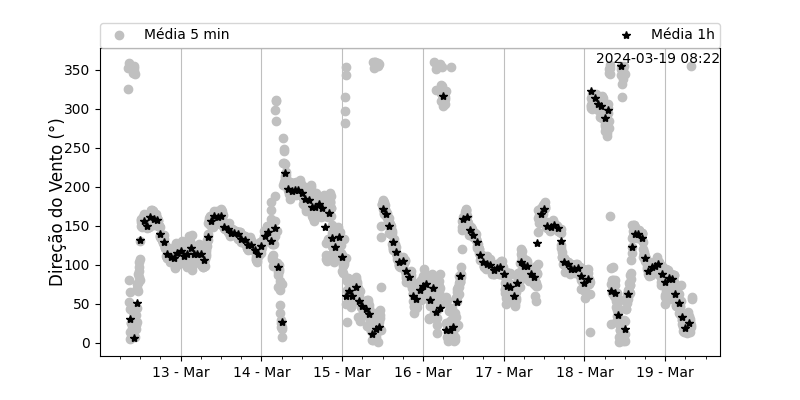 Média 5 min
Média 1h
2024-03-19 08:22
Direção do Vento (°)
350
300
250
200
150
100
50
0
13 - Mar
14 - Mar
15 - Mar
16 - Mar
17 - Mar
18 - Mar
19 - Mar